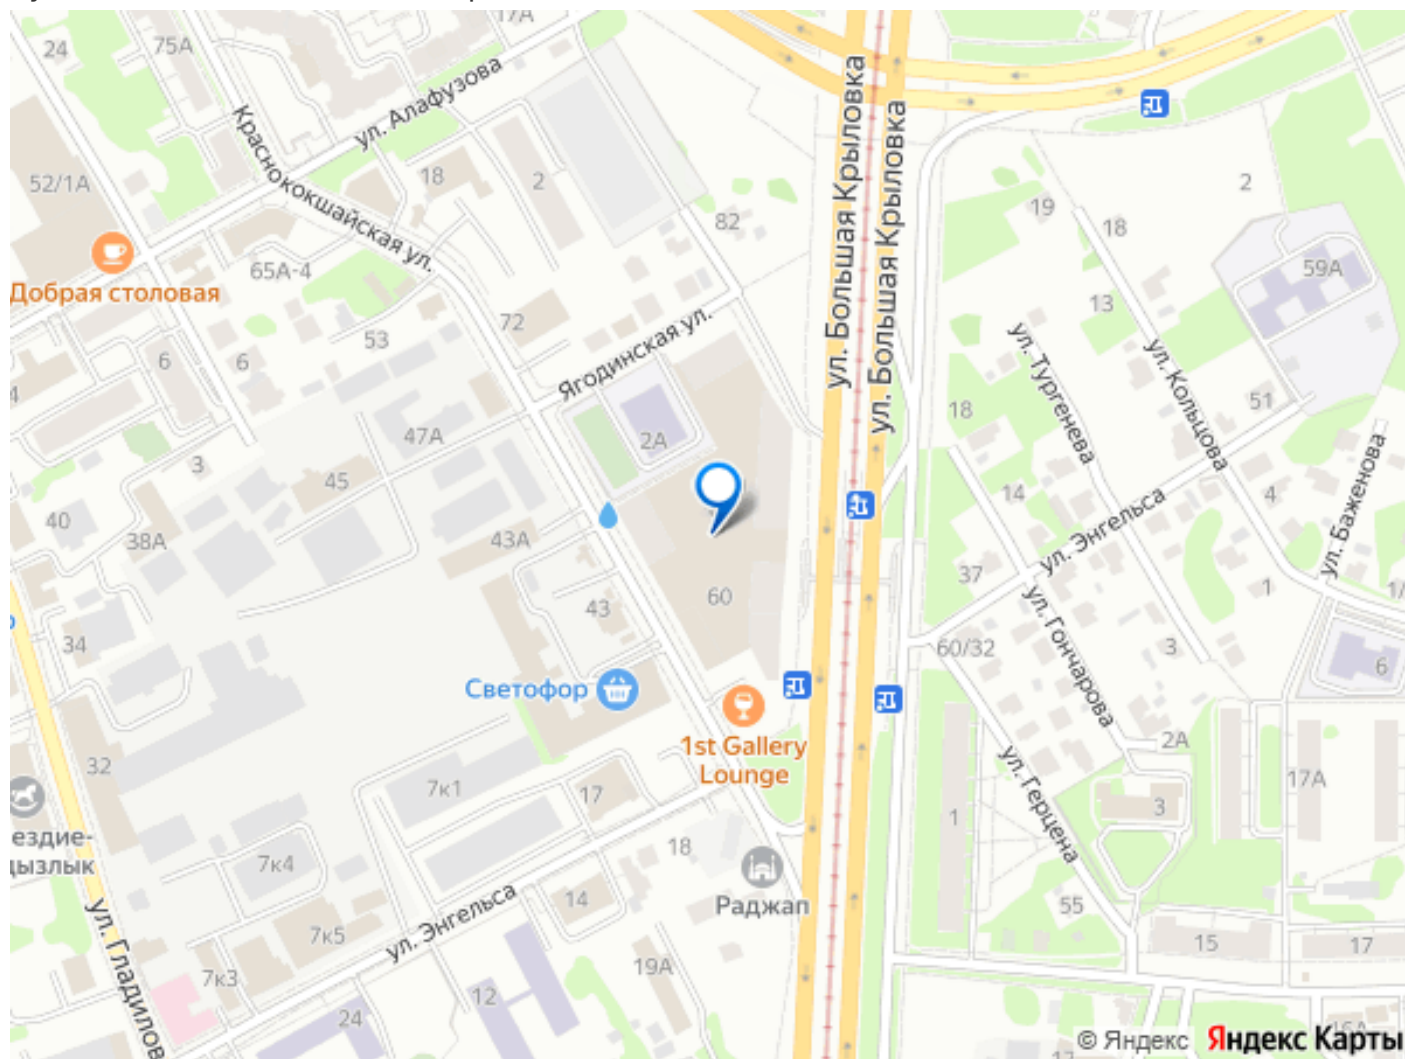 17А
24
75А
ул. Алафузова
Краснококшайская ул.
18
2
52/1А
82
Добрая столовая
65А-4
72
53
6
6
Ягодинская ул.
ул. Большая Крыловка
ул. Большая Крыловка
19
18
2
59А
13
ул. Тургенева
ул. Кольцова
51
18
47А
2А
3
45
14
4
ул. Энгельса
ул. Баженова
40
38А
43А
37
1
43
60
ул. Гончарова
34
60/32
3
6
Светофор
1st Gallery
Lounge
2А
32
7к1
17
ул. Герцена
17А
1
3
18
7к4
Раджап
14
55
ул. Энгельса
ул. Гладилов
7к5
7к3
19А
12
24
15
17
© Яндекс Яндекс Карты